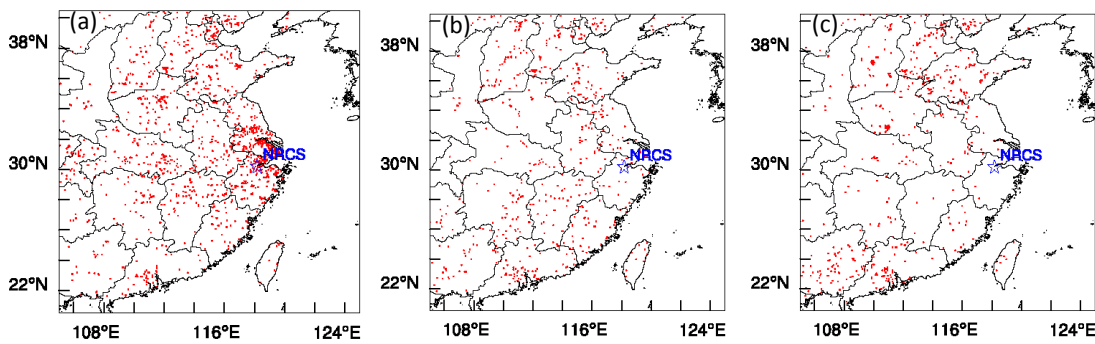 (a) (b) (c)
38°N 38°N 38°N
NRCS NRCS NRCS
30°N 30°N 30°N
22°N 22°N 22°N
108°E 116°E 124°E 108°E 116°E 124°E 108°E 116°E 124°E